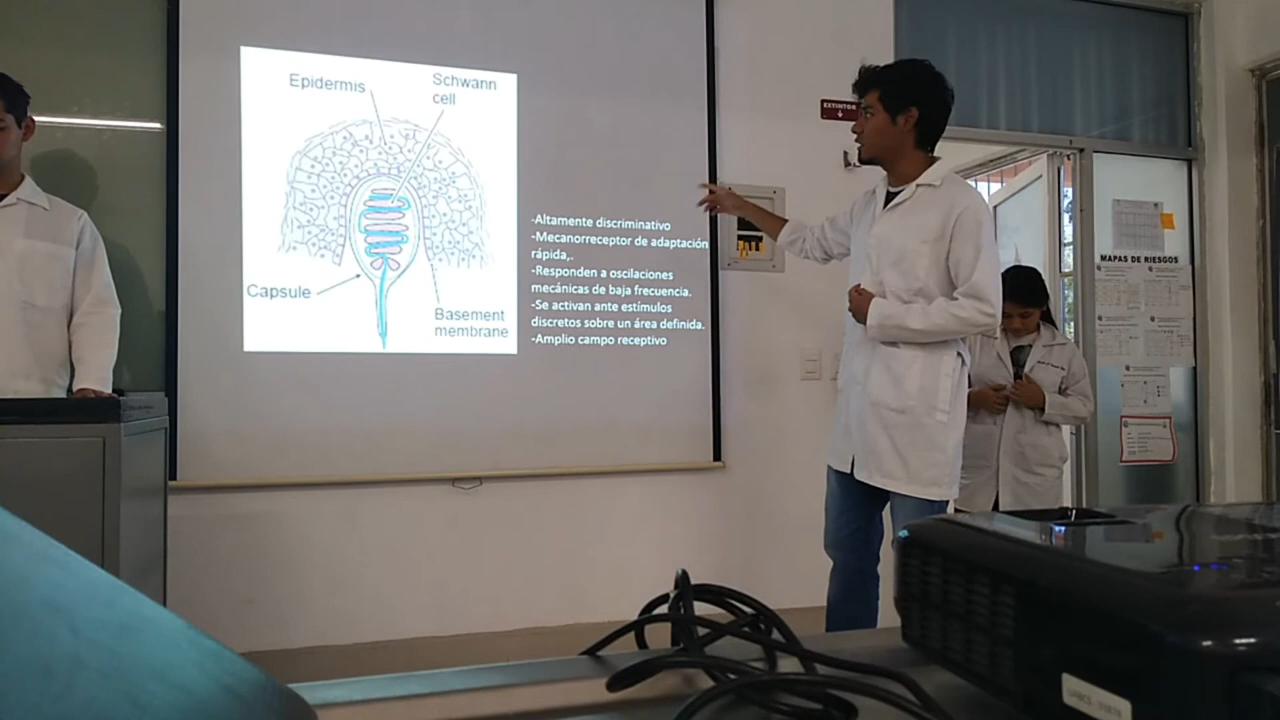 Epidermis
Schwann
cell
Capsule
Basement
membrane
-Altamente discriminativo
-Mecanorreceptor de adaptación
rápida,.
-Responden a oscilaciones
mecánicas de baja frecuencia.
-Se activan ante estímulos
discretos sobre un área definida.
-Amplio campo receptivo
EXTINTOR
MAPAS DE RIESGOS